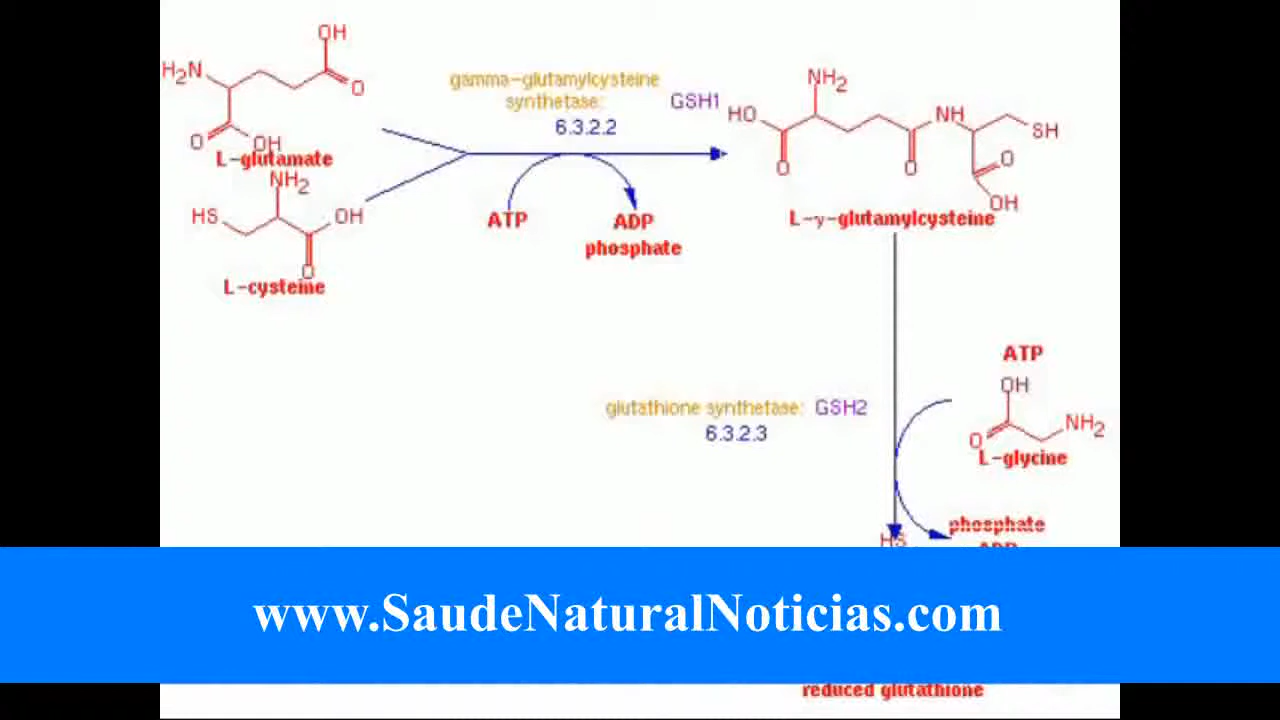 OH
H2N
O
O
OH
L-glutamate
NH2
HS
OH
O
L-cysteine
gamma-glutamylcysteine
synthetase:
GSH1
6.3.2.2
ATP
ADP
phosphate
NH2
HO
NH
SH
O
O
O
OH
L-γ-glutamylcysteine
ATP
OH
O
NH2
L-glycine
glutathione synthetase: GSH2
6.3.2.3
phosphate
HS
www.SaudeNaturalNoticias.com
reduced glutathione